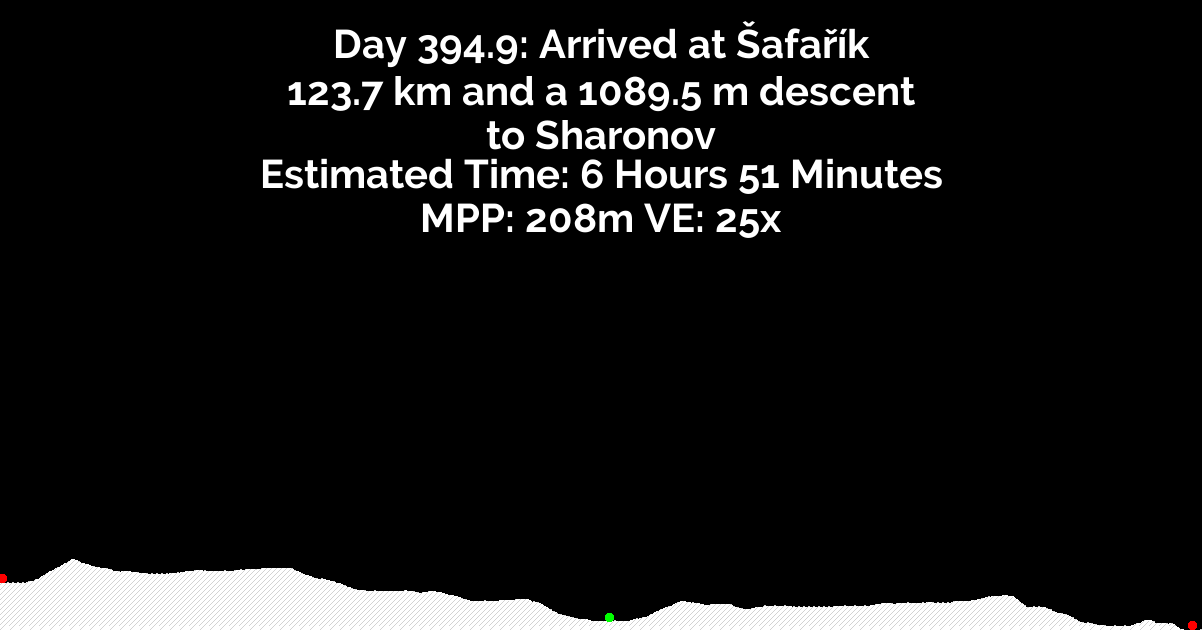 Day 394.9: Arrived at Šafařík
123.7 km and a 1089.5 m descent
to Sharonov
Estimated Time: 6 Hours 51 Minutes
MPP: 208m VE: 25x